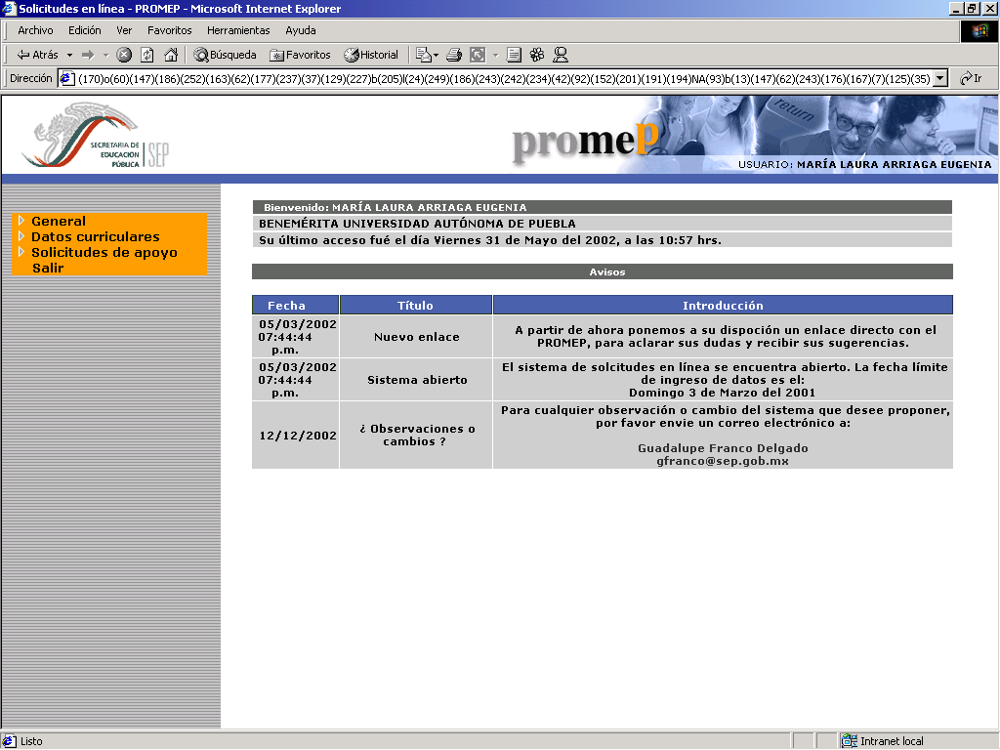 Solicitudes en línea - PROMEP - Microsoft Internet Explorer
Archivo Edición Ver Favoritos Herramientas Ayuda
Atrás Búsqueda Favoritos Historial
Dirección (170)o(60)(147)(186)(252)(163)(62)(177)(237)(37)(129)(227)b(205)l(24)(249)(186)(243)(242)(234)(42)(92)(152)(201)(191)(194)NA(93)b(13)(147)(62)(243)(176)(167)(7)(125)(35) Ir
SECRETARIA DE
EDUCACIÓN
PÚBLICA
SEP
promep
return
USUARIO: MARÍA LAURA ARRIAGA EUGENIA
General
Datos curriculares
Solicitudes de apoyo
Salir
Bienvenido: MARÍA LAURA ARRIAGA EUGENIA
BENEMÉRITA UNIVERSIDAD AUTÓNOMA DE PUEBLA
Su último acceso fué el día Viernes 31 de Mayo del 2002, a las 10:57 hrs.
Avisos
Fecha Título Introducción
05/03/2002
07:44:44
p.m.
Nuevo enlace
A partir de ahora ponemos a su dispoción un enlace directo con el
PROMEP, para aclarar sus dudas y recibir sus sugerencias.
05/03/2002
07:44:44
p.m.
Sistema abierto
El sistema de solcitudes en línea se encuentra abierto. La fecha límite
de ingreso de datos es el:
Domingo 3 de Marzo del 2001
12/12/2002
¿ Observaciones o
cambios ?
Para cualquier observación o cambio del sistema que desee proponer,
por favor envie un correo electrónico a:
Guadalupe Franco Delgado
gfranco@sep.gob.mx
Listo
Intranet local